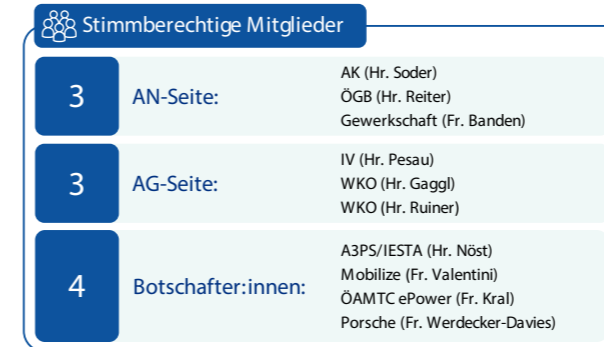 Stimmberechtige Mitglieder
3
AN-Seite:
AK (Hr. Soder)
ÖGB (Hr. Reiter)
Gewerkschaft (Fr. Banden)
3
AG-Seite:
IV (Hr. Pesau)
WKO (Hr. Gaggl)
WKO (Hr. Ruiner)
4
Botschafter:innen:
A3PS/IESTA (Hr. Nöst)
Mobilize (Fr. Valentini)
ÖAMTC ePower (Fr. Kral)
Porsche (Fr. Werdecker-Davies)